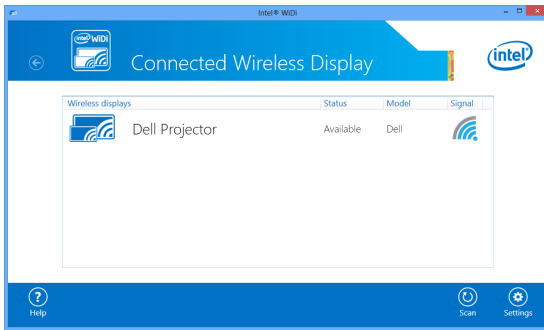 Intel® WiDi
intel WiDi
Connected Wireless Display
intel
Wireless displays Status Model Signal
Dell Projector Available Dell
?
Help Scan Settings